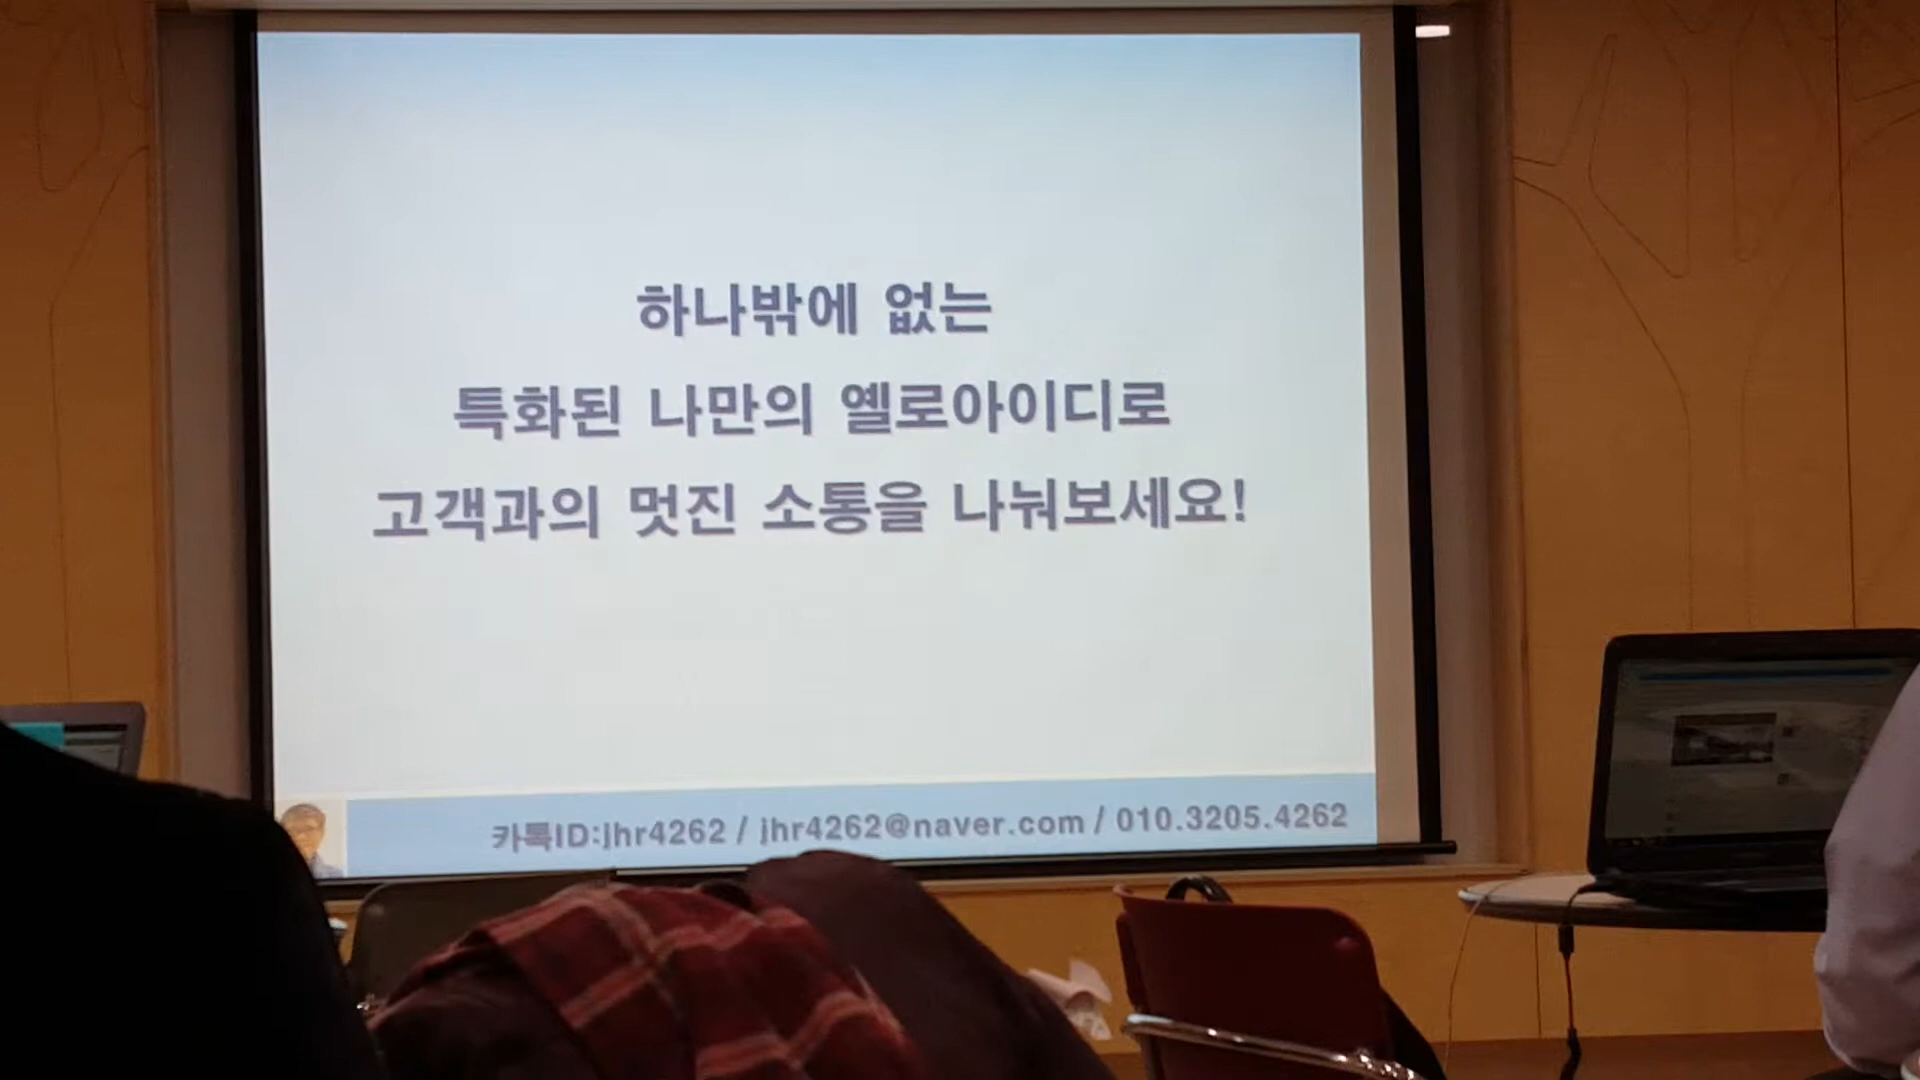 하나밖에 없는
특화된 나만의 옐로아이디로
고객과의 멋진 소통을 나눠보세요!
카톡ID:jhr4262 / jhr4262@naver.com / 010.3205.4262